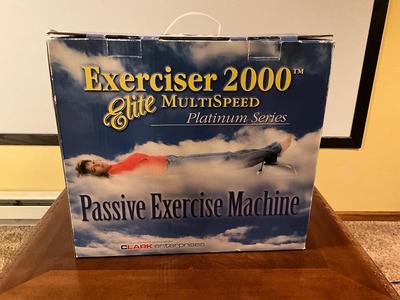 Exerciser 2000™
Elite MULTISPEED
Platinum Series
Passive Exercise Machine
CLARK enterprises